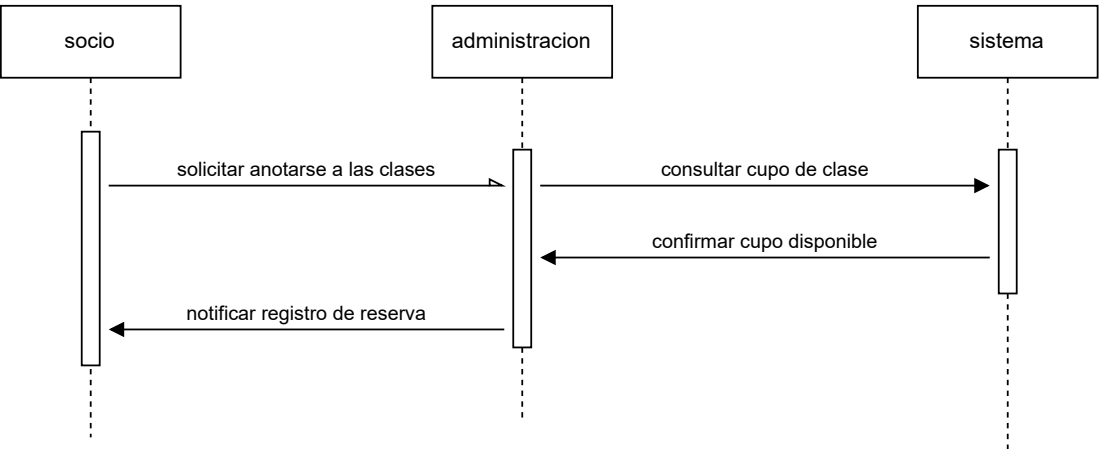 socio
administracion
sistema
solicitar anotarse a las clases
consultar cupo de clase
confirmar cupo disponible
notificar registro de reserva